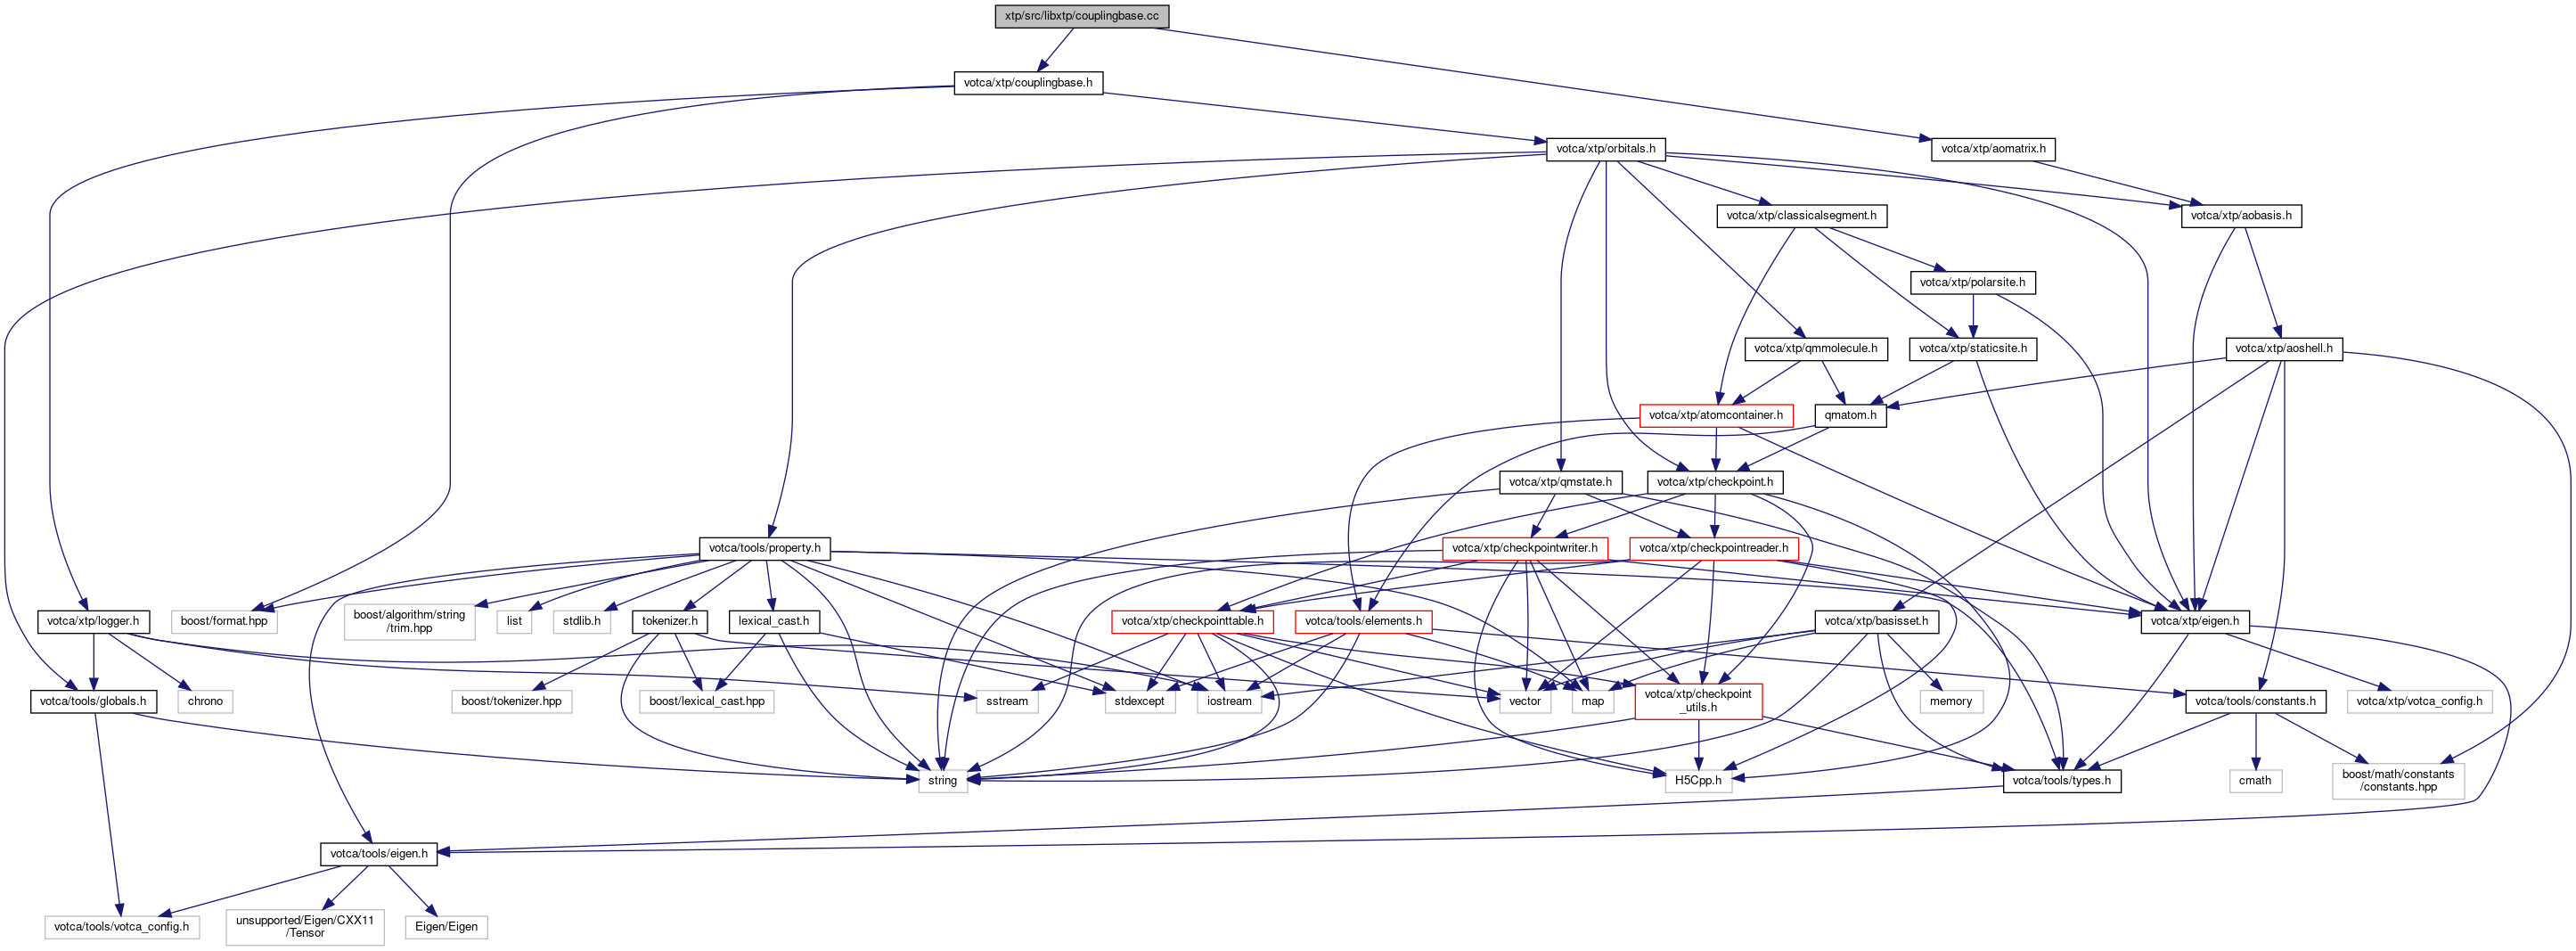 xtp/src/libxtp/couplingbase.cc
votca/xtp/couplingbase.h
votca/xtp/orbitals.h
votca/xtp/aomatrix.h
votca/xtp/classicalsegment.h
votca/xtp/aobasis.h
votca/xtp/polarsite.h
votca/xtp/qmmolecule.h
votca/xtp/staticsite.h
votca/xtp/aoshell.h
votca/xtp/atomcontainer.h
qmatom.h
votca/xtp/qmstate.h
votca/xtp/checkpoint.h
votca/tools/property.h
votca/xtp/checkpointwriter.h
votca/xtp/checkpointreader.h
votca/xtp/logger.h
boost/format.hpp
boost/algorithm/string
/trim.hpp
list
stdlib.h
tokenizer.h
lexical_cast.h
votca/xtp/checkpointtable.h
votca/tools/elements.h
votca/xtp/basisset.h
votca/xtp/eigen.h
votca/tools/globals.h
chrono
boost/tokenizer.hpp
boost/lexical_cast.hpp
sstream
stdexcept
iostream
vector
map
votca/xtp/checkpoint
_utils.h
memory
votca/tools/constants.h
votca/xtp/votca_config.h
string
H5Cpp.h
votca/tools/types.h
cmath
boost/math/constants
/constants.hpp
votca/tools/eigen.h
votca/tools/votca_config.h
unsupported/Eigen/CXX11
/Tensor
Eigen/Eigen